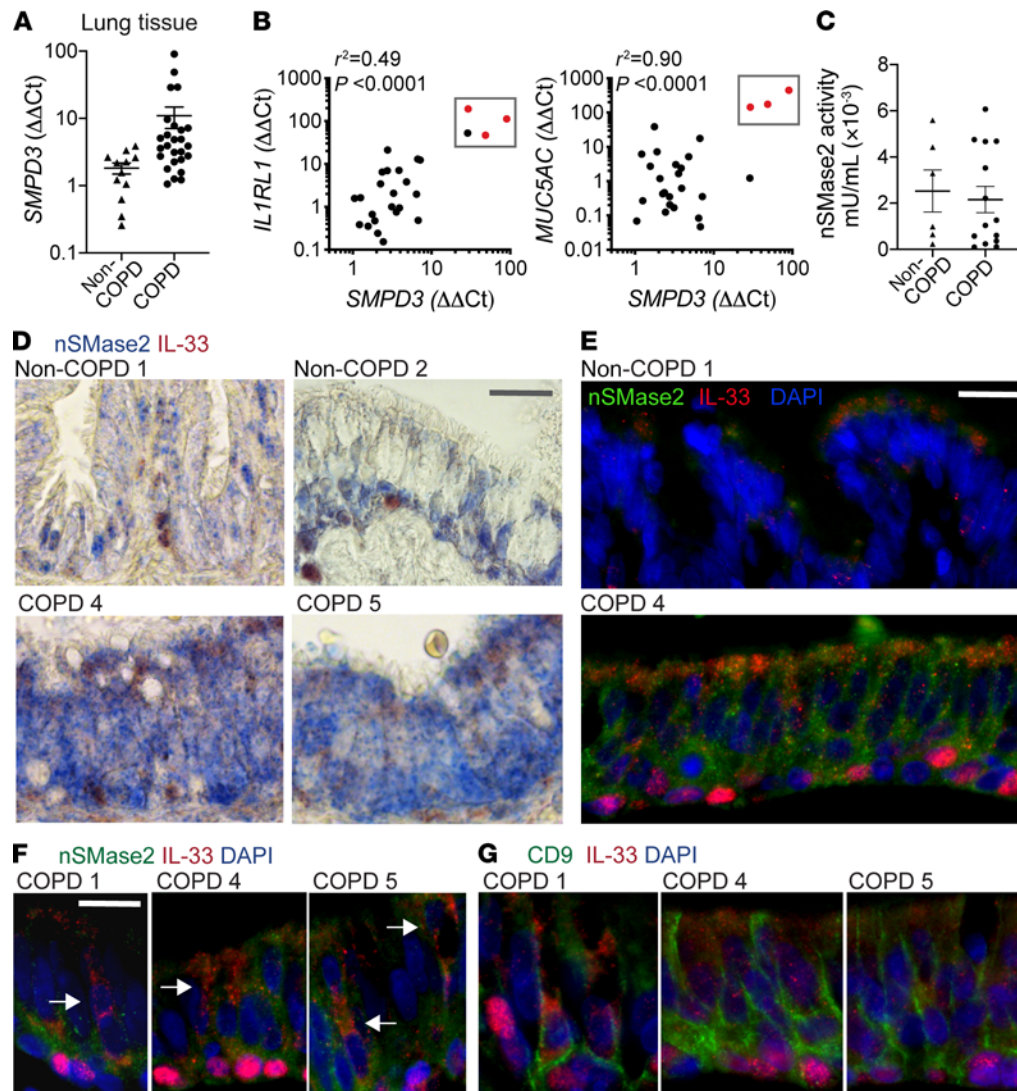 A
Lung tissue
SMPD3 (ΔΔCt)
100
10
1
0.1
Non-
COPD
COPD
B
r²=0.49
P <0.0001
IL1RL1 (ΔΔCt)
1000
100
10
1
0.1
1
10
100
SMPD3 (ΔΔCt)
r²=0.90
P <0.0001
MUC5AC (ΔΔCt)
1000
100
10
1
0.1
0.01
1
10
100
SMPD3 (ΔΔCt)
C
nSMase2 activity
mU/mL (×10⁻³)
8
6
4
2
0
Non-
COPD
COPD
D
nSMase2 IL-33
Non-COPD 1
Non-COPD 2
COPD 4
COPD 5
E
Non-COPD 1
nSMase2 IL-33 DAPI
COPD 4
F
nSMase2 IL-33 DAPI
COPD 1
COPD 4
COPD 5
G
CD9 IL-33 DAPI
COPD 1
COPD 4
COPD 5